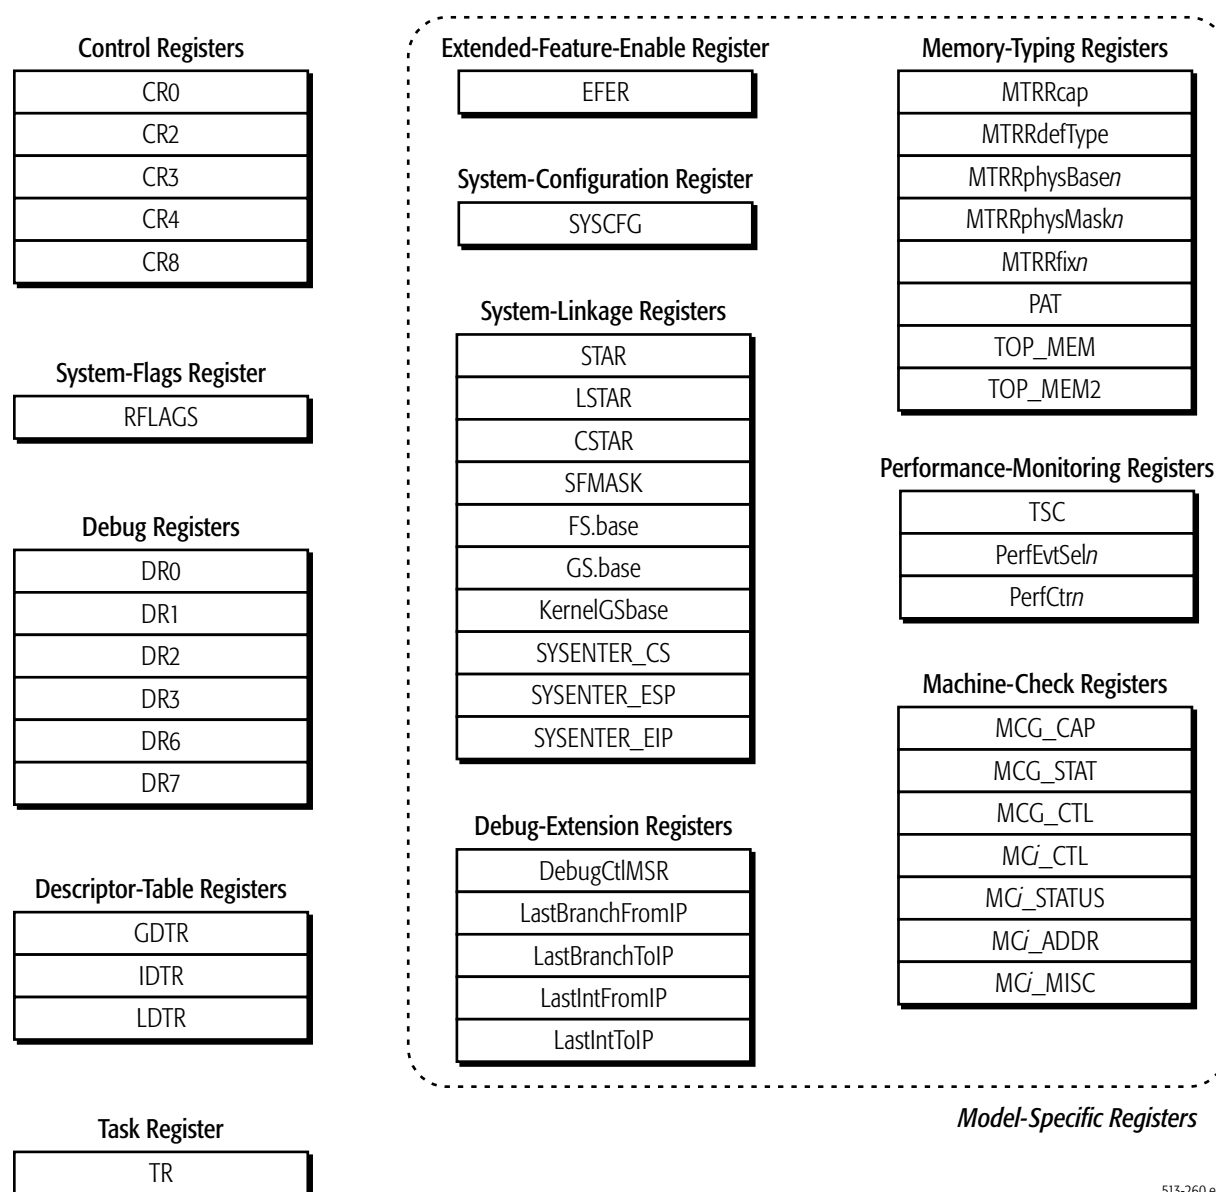 Control Registers
CR0
CR2
CR3
CR4
CR8
System-Flags Register
RFLAGS
Debug Registers
DR0
DR1
DR2
DR3
DR6
DR7
Descriptor-Table Registers
GDTR
IDTR
LDTR
Task Register
TR
Extended-Feature-Enable Register
EFER
System-Configuration Register
SYSCFG
System-Linkage Registers
STAR
LSTAR
CSTAR
SFMASK
FS.base
GS.base
KernelGSbase
SYSENTER_CS
SYSENTER_ESP
SYSENTER_EIP
Debug-Extension Registers
DebugCtlMSR
LastBranchFromIP
LastBranchToIP
LastIntFromIP
LastIntToIP
Memory-Typing Registers
MTRRcap
MTRRdefType
MTRRphysBasen
MTRRphysMaskn
MTRRfixn
PAT
TOP_MEM
TOP_MEM2
Performance-Monitoring Registers
TSC
PerfEvtSeln
PerfCtrn
Machine-Check Registers
MCG_CAP
MCG_STAT
MCG_CTL
MCi_CTL
MCi_STATUS
MCi_ADDR
MCi_MISC
Model-Specific Registers
513-260 e